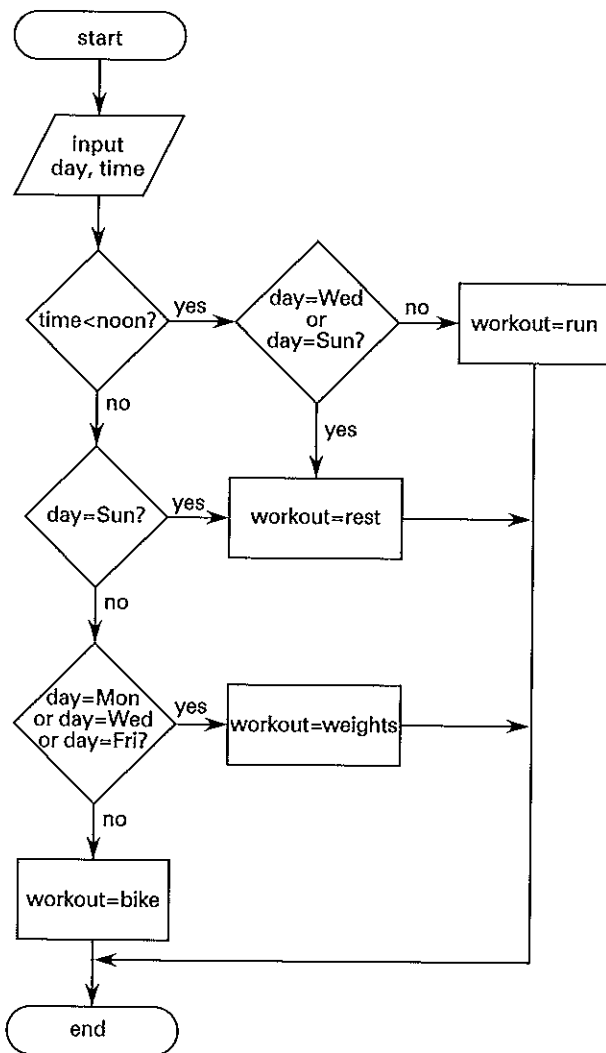 start
input
day, time
time<noon?
yes
day=Wed
or
day=Sun?
no
workout=run
no
yes
day=Sun?
yes
workout=rest
no
day=Mon
or day=Wed
or day=Fri?
yes
workout=weights
no
workout=bike
end